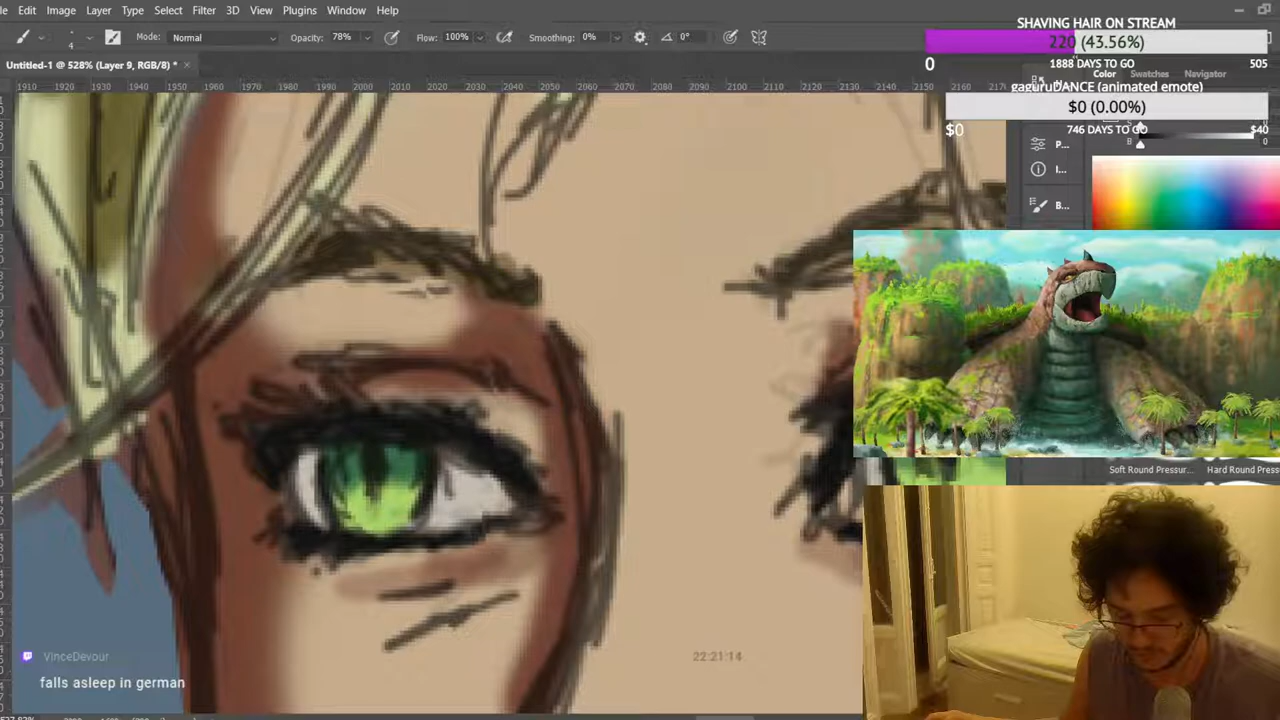 Edit Image Layer Type Select Filter 3D View Plugins Window Help
SHAVING HAIR ON STREAM
4 Mode: Normal Opacity: 78% Flow: 100% Smoothing: 0% 0°
220 (43.56%)
0 1888 DAYS TO GO 505
Untitled-1 @ 528% (Layer 9, RGB/8) *
Color Swatches Navigator
1910 1920 1930 1940 1950 1960 1970 1980 1990 2000 2010 2020 2030 2040 2050 2060 2070 2080 2090 2100 2110 2120 2130 2140 2150 2160
gaguruDANCE (animated emote)
$0 (0.00%)
$0 746 DAYS TO GO $40
P...
I...
B...
Soft Round Pressur... Hard Round Pressure
VinceDevour
22:21:14
falls asleep in german